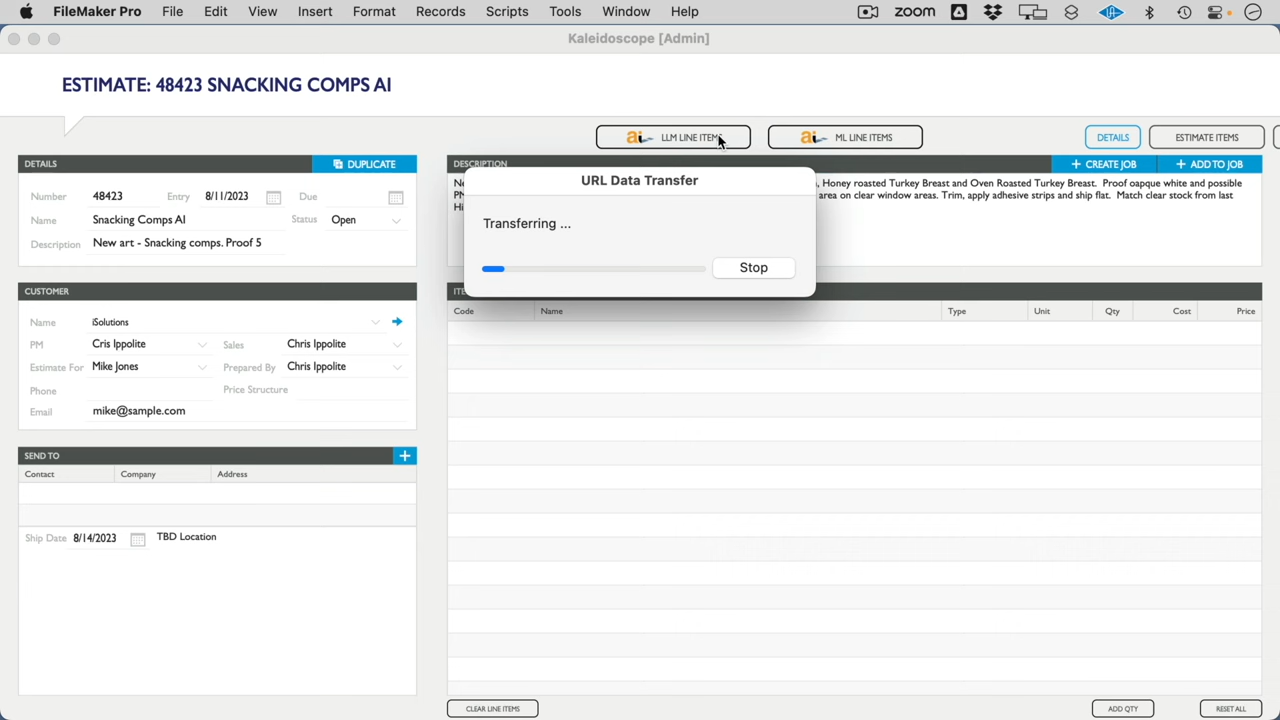 FileMaker Pro File Edit View Insert Format Records Scripts Tools Window Help zoom
Kaleidoscope [Admin]
ESTIMATE: 48423 SNACKING COMPS AI
ai LLM LINE ITEMS ai ML LINE ITEMS DETAILS ESTIMATE ITEMS
DETAILS DUPLICATE
Number 48423 Entry 8/11/2023 Due
Name Snacking Comps AI Status Open
Description New art - Snacking comps. Proof 5
DESCRIPTION + CREATE JOB + ADD TO JOB
, Honey roasted Turkey Breast and Oven Roasted Turkey Breast. Proof oapque white and possible
area on clear window areas. Trim, apply adhesive strips and ship flat. Match clear stock from last
URL Data Transfer
Transferring ...
Stop
CUSTOMER
Name iSolutions
PM Cris Ippolite Sales Chris Ippolite
Estimate For Mike Jones Prepared By Chris Ippolite
Phone Price Structure
Email mike@sample.com
Code Name Type Unit Qty Cost Price
SEND TO +
Contact Company Address
Ship Date 8/14/2023 TBD Location
CLEAR LINE ITEMS ADD QTY RESET ALL